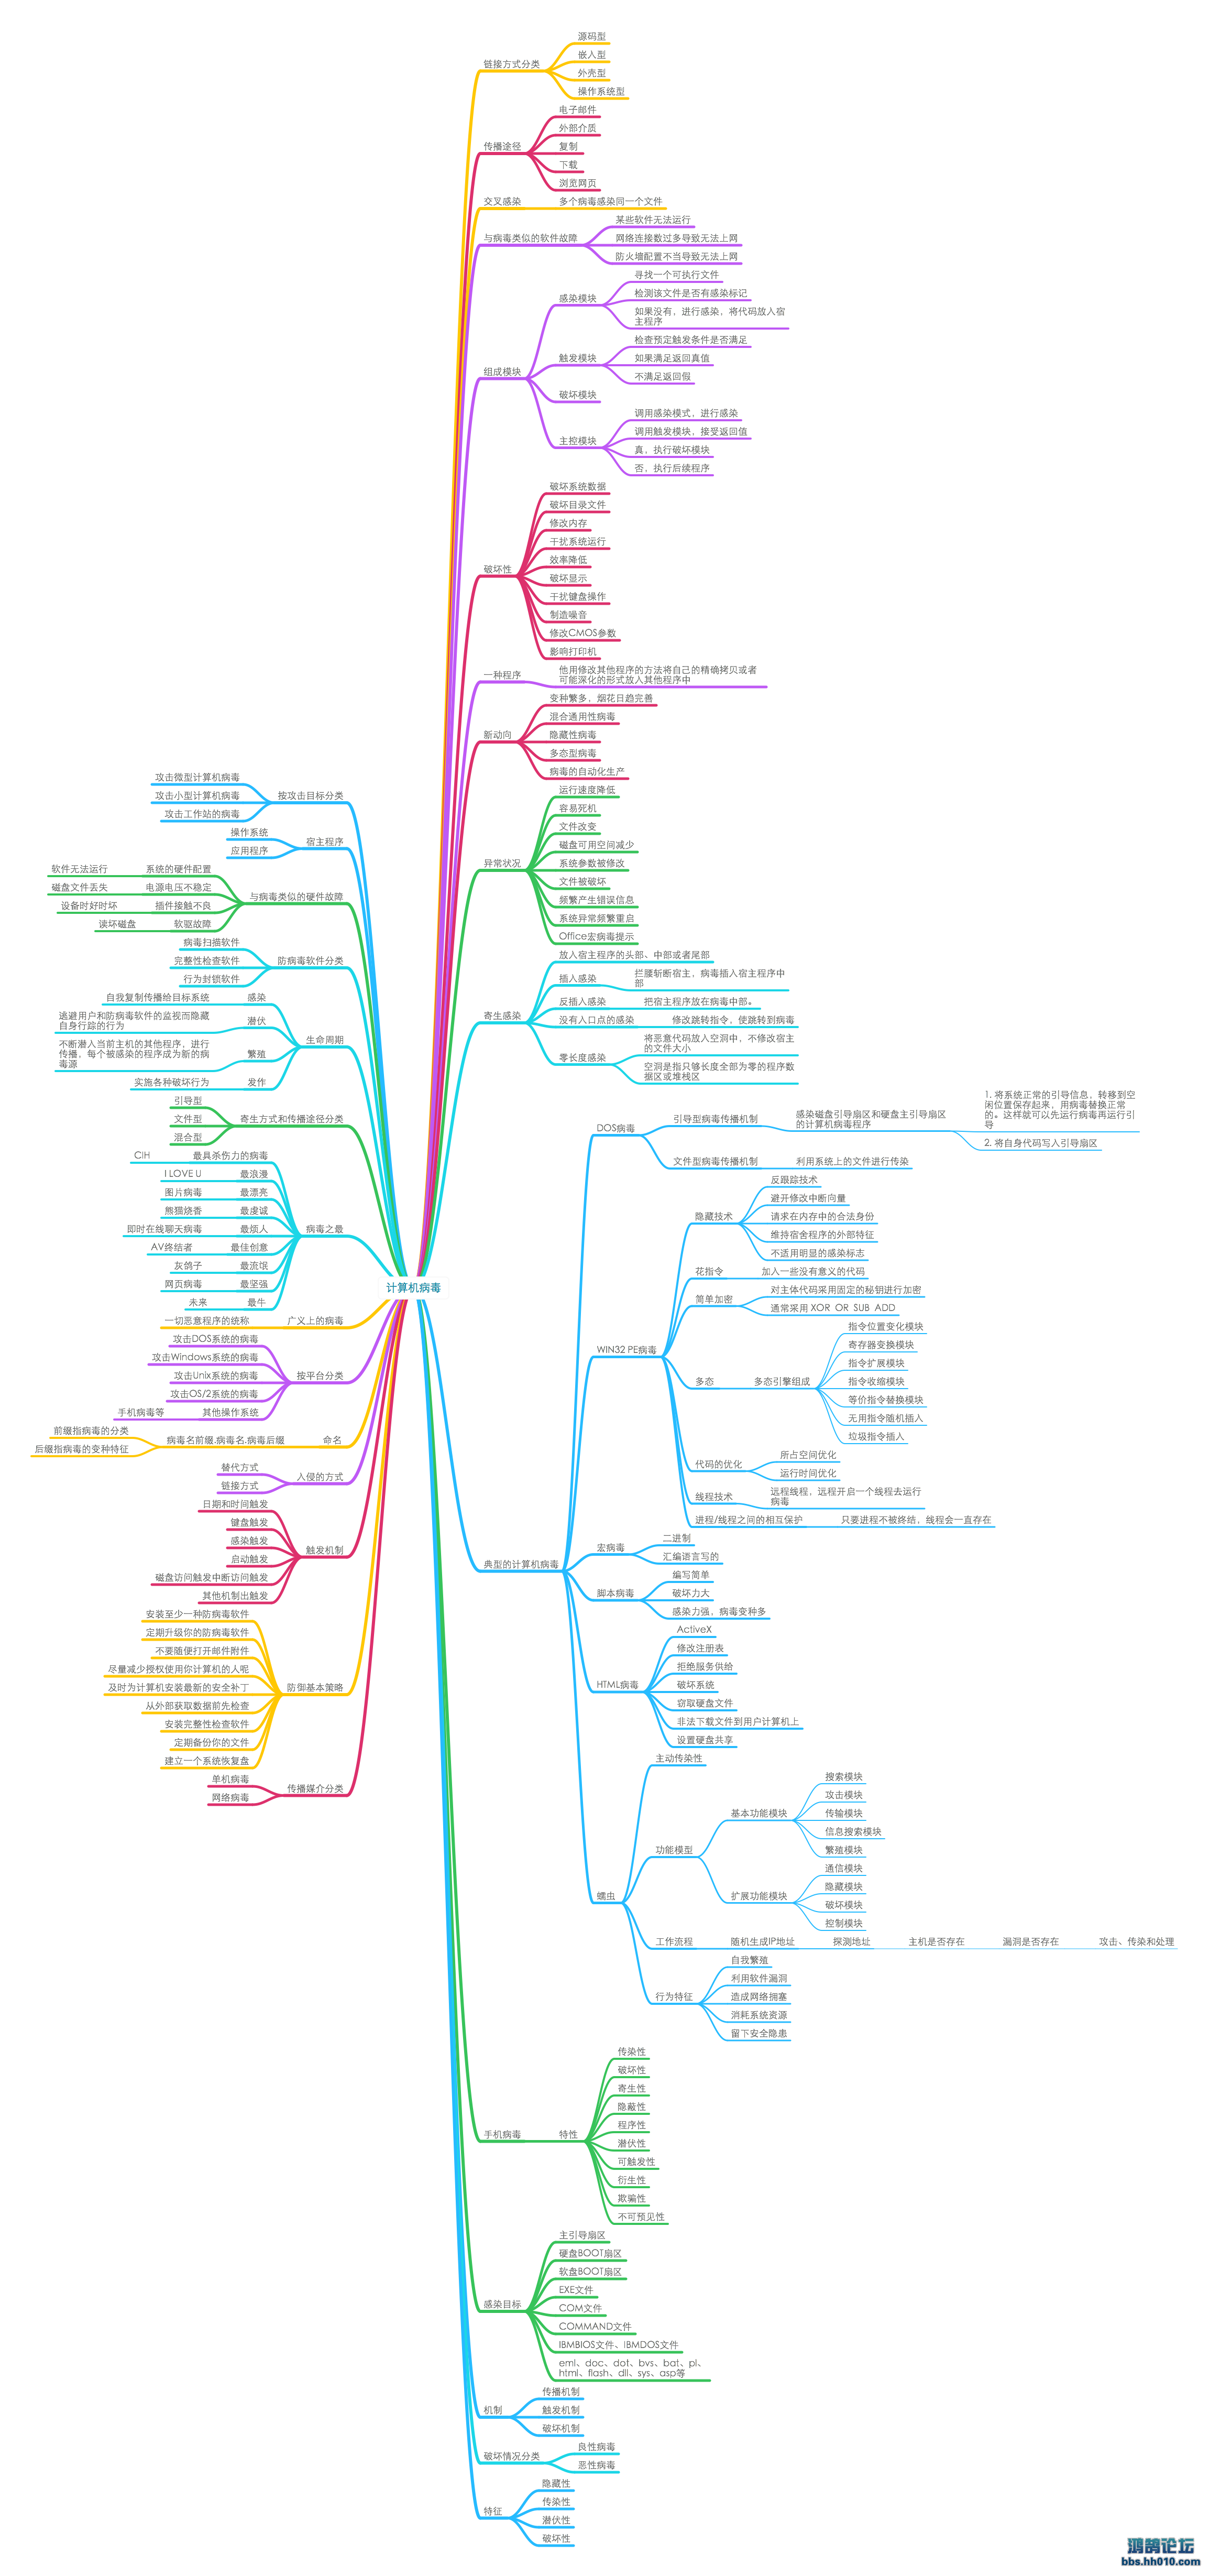 计算机病毒
链接方式分类
源码型
嵌入型
外壳型
操作系统型
传播途径
电子邮件
外部介质
复制
下载
浏览网页
交叉感染
多个病毒感染同一个文件
与病毒类似的软件故障
某些软件无法运行
网络连接数过多导致无法上网
防火墙配置不当导致无法上网
组成模块
感染模块
寻找一个可执行文件
检测该文件是否有感染标记
如果没有，进行感染，将代码放入宿
主程序
触发模块
检查预定触发条件是否满足
如果满足返回真值
不满足返回假
破坏模块
主控模块
调用感染模式，进行感染
调用触发模块，接受返回值
真，执行破坏模块
否，执行后续程序
破坏性
破坏系统数据
破坏目录文件
修改内存
干扰系统运行
效率降低
破坏显示
干扰键盘操作
制造噪音
修改CMOS参数
影响打印机
一种程序
他用修改其他程序的方法将自己的精确拷贝或者
可能深化的形式放入其他程序中
新动向
变种繁多，烟花日趋完善
混合通用性病毒
隐藏性病毒
多态型病毒
病毒的自动化生产
异常状况
运行速度降低
容易死机
文件改变
磁盘可用空间减少
系统参数被修改
文件被破坏
频繁产生错误信息
系统异常频繁重启
Office宏病毒提示
寄生感染
放入宿主程序的头部、中部或者尾部
插入感染
拦腰斩断宿主，病毒插入宿主程序中
部
反插入感染
把宿主程序放在病毒中部。
没有入口点的感染
修改跳转指令，使跳转到病毒
零长度感染
将恶意代码放入空洞中，不修改宿主
的文件大小
空洞是指只够长度全部为零的程序数
据区或堆栈区
典型的计算机病毒
DOS病毒
引导型病毒传播机制
感染磁盘引导扇区和硬盘主引导扇区
的计算机病毒程序
1. 将系统正常的引导信息，转移到空
闲位置保存起来，用病毒替换正常
的。这样就可以先运行病毒再运行引
导
2. 将自身代码写入引导扇区
文件型病毒传播机制
利用系统上的文件进行传染
WIN32 PE病毒
隐藏技术
反跟踪技术
避开修改中断向量
请求在内存中的合法身份
维持宿舍程序的外部特征
不适用明显的感染标志
花指令
加入一些没有意义的代码
简单加密
对主体代码采用固定的秘钥进行加密
通常采用 XOR OR SUB ADD
多态
多态引擎组成
指令位置变化模块
寄存器变换模块
指令扩展模块
指令收缩模块
等价指令替换模块
无用指令随机插入
垃圾指令插入
代码的优化
所占空间优化
运行时间优化
线程技术
远程线程，远程开启一个线程去运行
病毒
进程/线程之间的相互保护
只要进程不被终结，线程会一直存在
宏病毒
二进制
汇编语言写的
脚本病毒
编写简单
破坏力大
感染力强，病毒变种多
HTML病毒
ActiveX
修改注册表
拒绝服务供给
破坏系统
窃取硬盘文件
非法下载文件到用户计算机上
设置硬盘共享
蠕虫
主动传染性
功能模型
基本功能模块
搜索模块
攻击模块
传输模块
信息搜索模块
繁殖模块
扩展功能模块
通信模块
隐藏模块
破坏模块
控制模块
工作流程
随机生成IP地址
探测地址
主机是否存在
漏洞是否存在
攻击、传染和处理
行为特征
自我繁殖
利用软件漏洞
造成网络拥塞
消耗系统资源
留下安全隐患
手机病毒
特性
传染性
破坏性
寄生性
隐蔽性
程序性
潜伏性
可触发性
衍生性
欺骗性
不可预见性
感染目标
主引导扇区
硬盘BOOT扇区
软盘BOOT扇区
EXE文件
COM文件
COMMAND文件
IBMBIOS文件、IBMDOS文件
eml、doc、dot、bvs、bat、pl、
html、flash、dll、sys、asp等
机制
传播机制
触发机制
破坏机制
破坏情况分类
良性病毒
恶性病毒
特征
隐藏性
传染性
潜伏性
破坏性
按攻击目标分类
攻击微型计算机病毒
攻击小型计算机病毒
攻击工作站的病毒
宿主程序
操作系统
应用程序
与病毒类似的硬件故障
系统的硬件配置
软件无法运行
电源电压不稳定
磁盘文件丢失
插件接触不良
设备时好时坏
软驱故障
读坏磁盘
防病毒软件分类
病毒扫描软件
完整性检查软件
行为封锁软件
生命周期
感染
自我复制传播给目标系统
潜伏
逃避用户和防病毒软件的监视而隐藏
自身行踪的行为
繁殖
不断潜入当前主机的其他程序，进行
传播，每个被感染的程序成为新的病
毒源
发作
实施各种破坏行为
寄生方式和传播途径分类
引导型
文件型
混合型
病毒之最
最具杀伤力的病毒
CIH
最浪漫
I LOVE U
最漂亮
图片病毒
最虔诚
熊猫烧香
最烦人
即时在线聊天病毒
最佳创意
AV终结者
最流氓
灰鸽子
最坚强
网页病毒
最牛
未来
广义上的病毒
一切恶意程序的统称
按平台分类
攻击DOS系统的病毒
攻击Windows系统的病毒
攻击Unix系统的病毒
攻击OS/2系统的病毒
其他操作系统
手机病毒等
命名
病毒名前缀.病毒名.病毒后缀
前缀指病毒的分类
后缀指病毒的变种特征
入侵的方式
替代方式
链接方式
触发机制
日期和时间触发
键盘触发
感染触发
启动触发
磁盘访问触发中断访问触发
其他机制出触发
防御基本策略
安装至少一种防病毒软件
定期升级你的防病毒软件
不要随便打开邮件附件
尽量减少授权使用你计算机的人呢
及时为计算机安装最新的安全补丁
从外部获取数据前先检查
安装完整性检查软件
定期备份你的文件
建立一个系统恢复盘
传播媒介分类
单机病毒
网络病毒
鸿鹄论坛
bbs.hh010.com